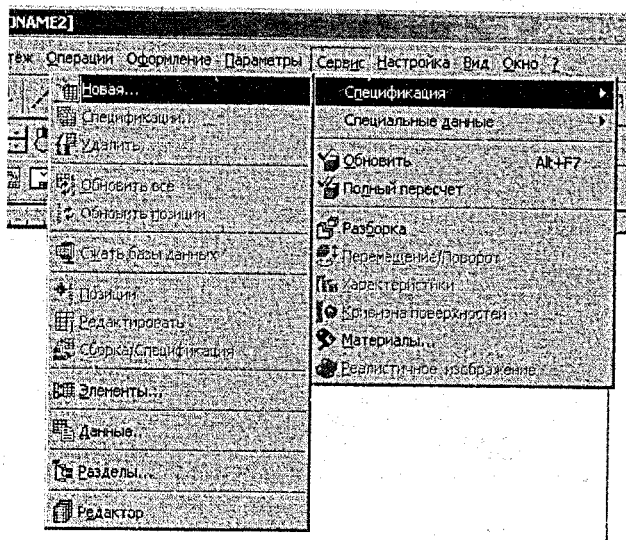 ONAME2]
теж Операции Оформление Параметры Сервис Настройка Вид Окно ?
Новая...
Спецификации...
Удалить
Обновить все
Обновить позиции
Сжать базы данных
Позиции
Редактировать
Сборка/Спецификация
Элементы...
Данные...
Разделы...
Редактор
Спецификация
Специальные данные
Обновить Alt+F7
Полный пересчет
Разборка
Перемещение/Поворот
Характеристики
Кривизна поверхностей
Материалы...
Реалистичное изображение